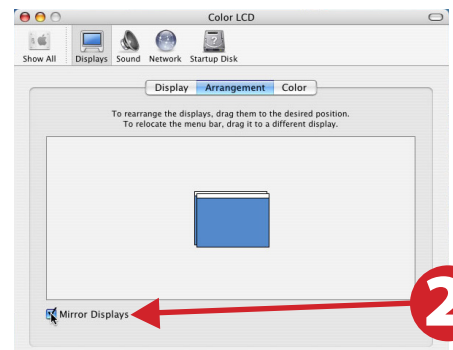 Color LCD
Show All Displays Sound Network Startup Disk
Display Arrangement Color
To rearrange the displays, drag them to the desired position.
To relocate the menu bar, drag it to a different display.
Mirror Displays
2